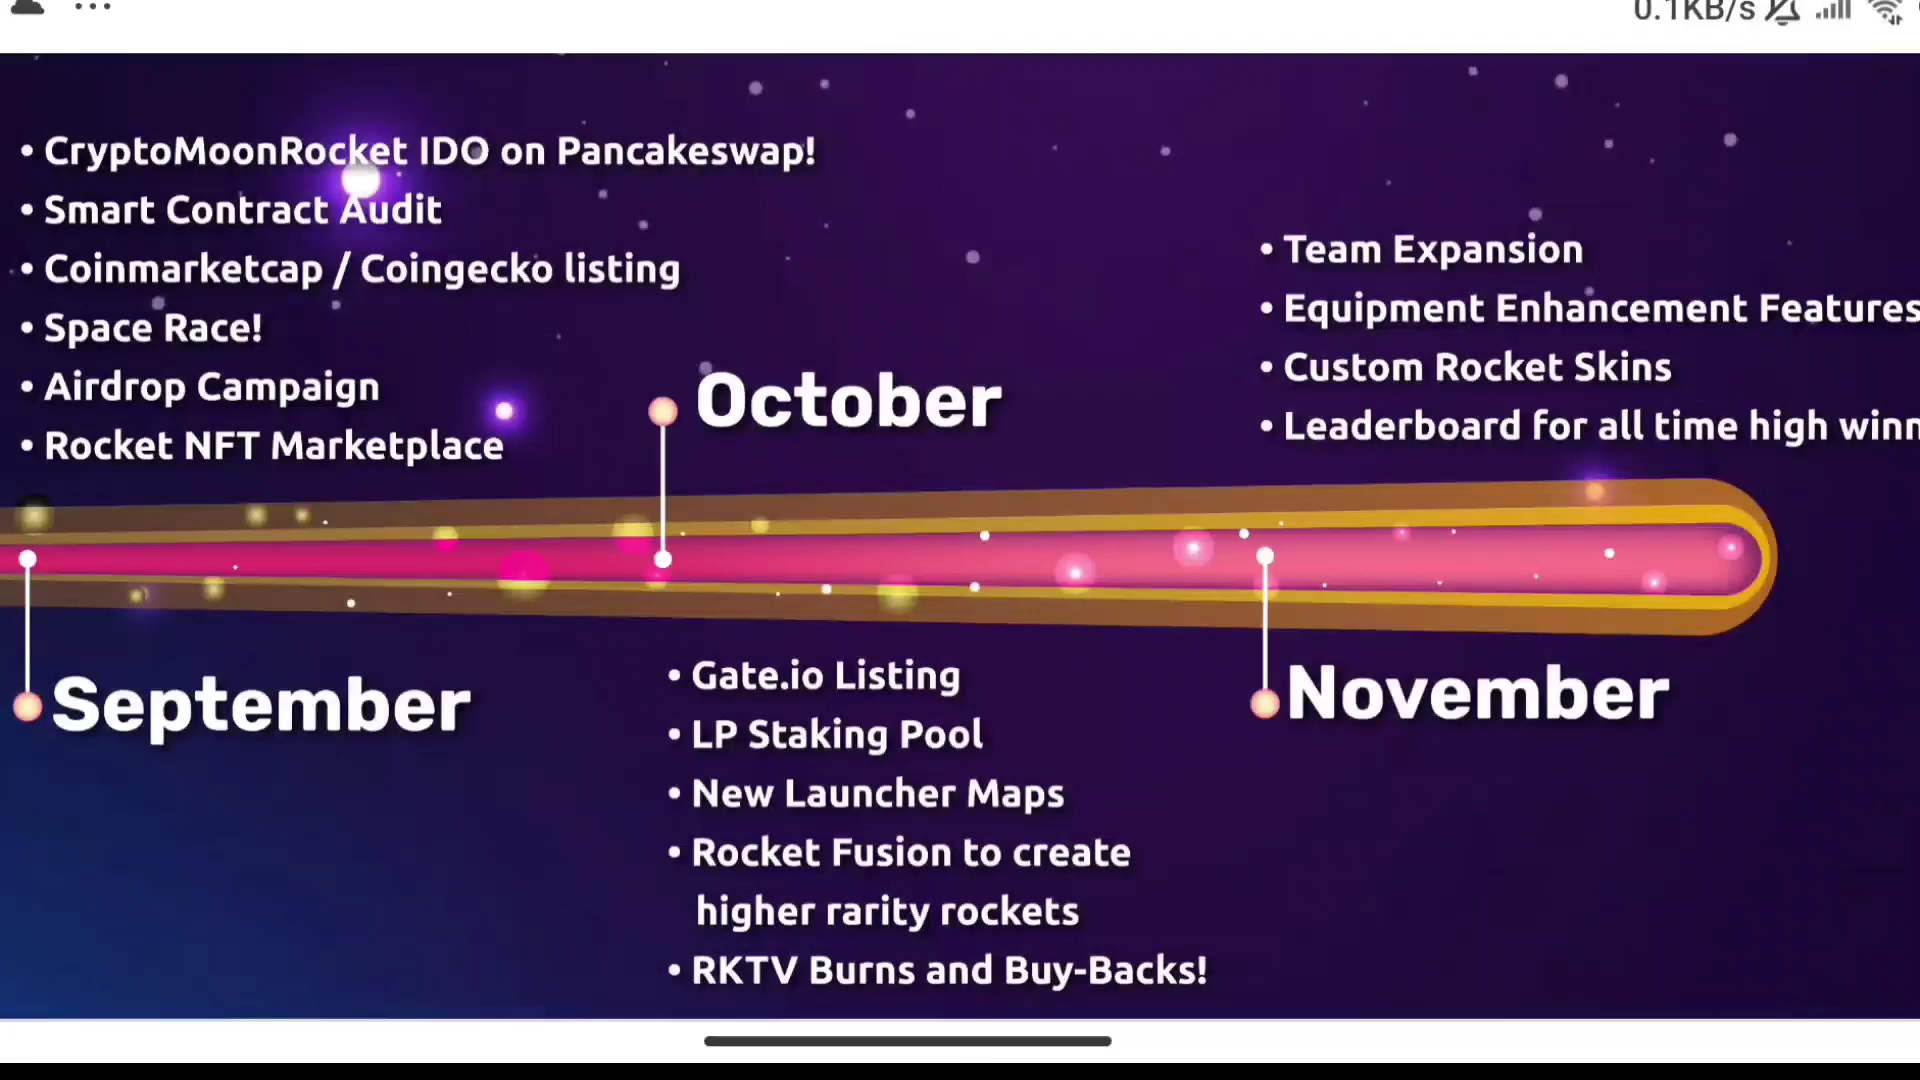 0.1KB/s
• CryptoMoonRocket IDO on Pancakeswap!
• Smart Contract Audit
• Coinmarketcap / Coingecko listing
• Space Race!
• Airdrop Campaign
• Rocket NFT Marketplace
September
October
• Gate.io Listing
• LP Staking Pool
• New Launcher Maps
• Rocket Fusion to create
higher rarity rockets
• RKTV Burns and Buy-Backs!
• Team Expansion
• Equipment Enhancement Features
• Custom Rocket Skins
• Leaderboard for all time high
November